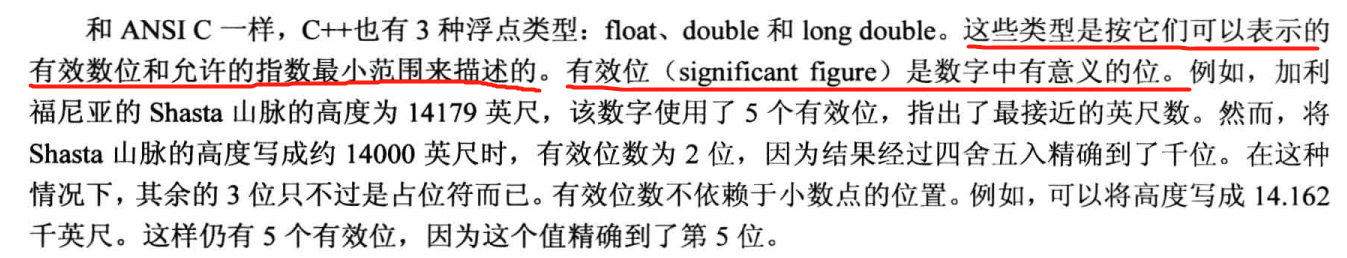 和 ANSI C 一样，C++也有 3 种浮点类型：float、double 和 long double。这些类型是按它们可以表示的
有效数位和允许的指数最小范围来描述的。有效位（significant figure）是数字中有意义的位。例如，加利
福尼亚的 Shasta 山脉的高度为 14179 英尺，该数字使用了 5 个有效位，指出了最接近的英尺数。然而，将
Shasta 山脉的高度写成约 14000 英尺时，有效位数为 2 位，因为结果经过四舍五入精确到了千位。在这种
情况下，其余的 3 位只不过是占位符而已。有效位数不依赖于小数点的位置。例如，可以将高度写成 14.162
千英尺。这样仍有 5 个有效位，因为这个值精确到了第 5 位。